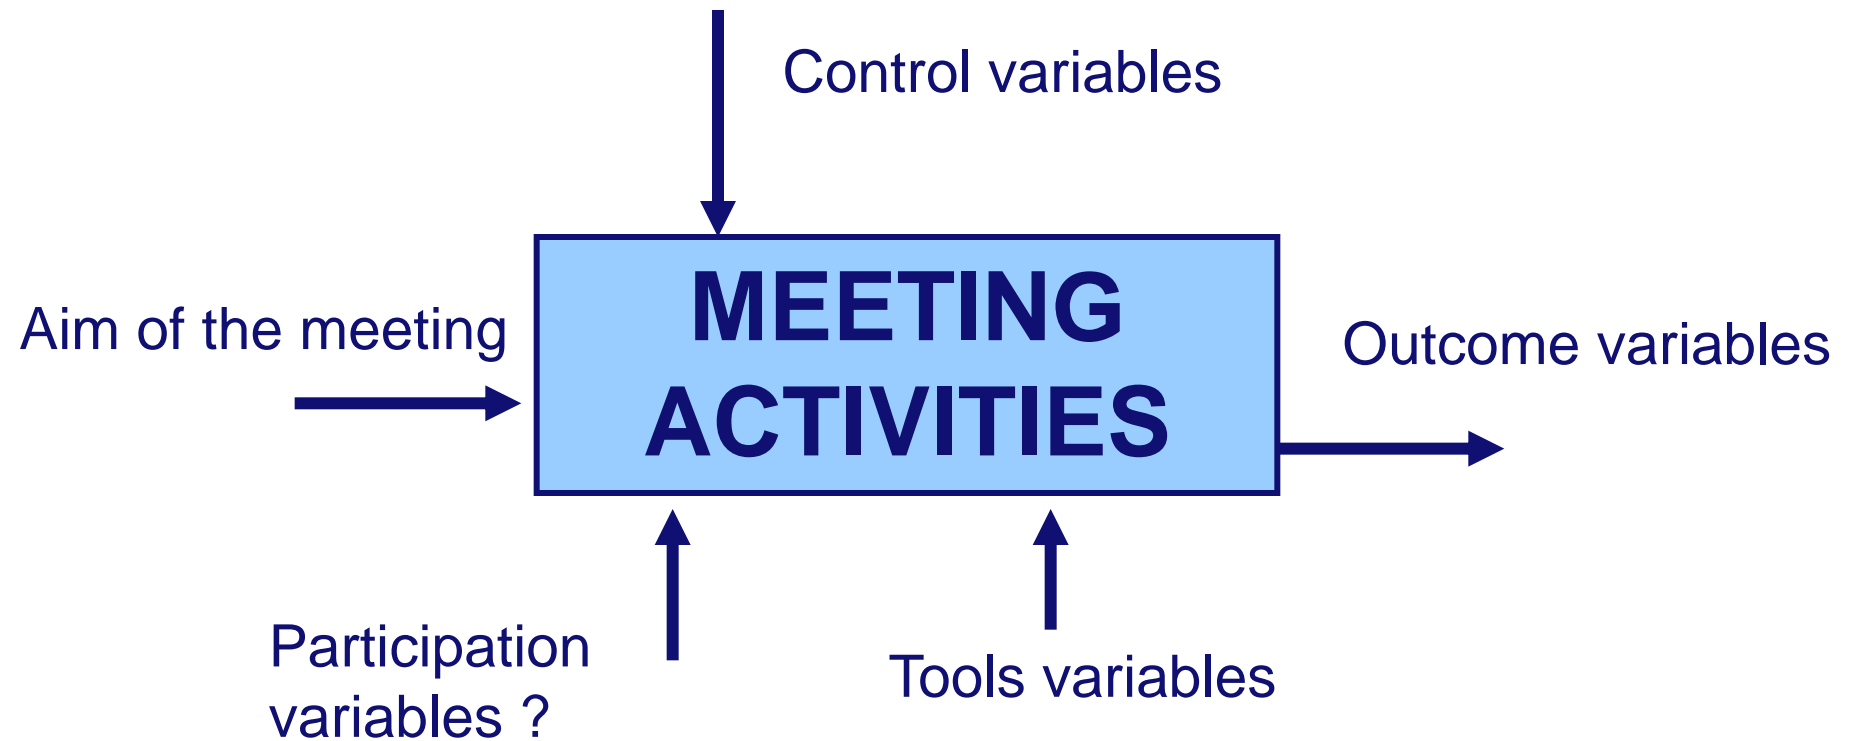 Control variables
MEETING
ACTIVITIES
Aim of the meeting
Outcome variables
Participation
variables ?
Tools variables